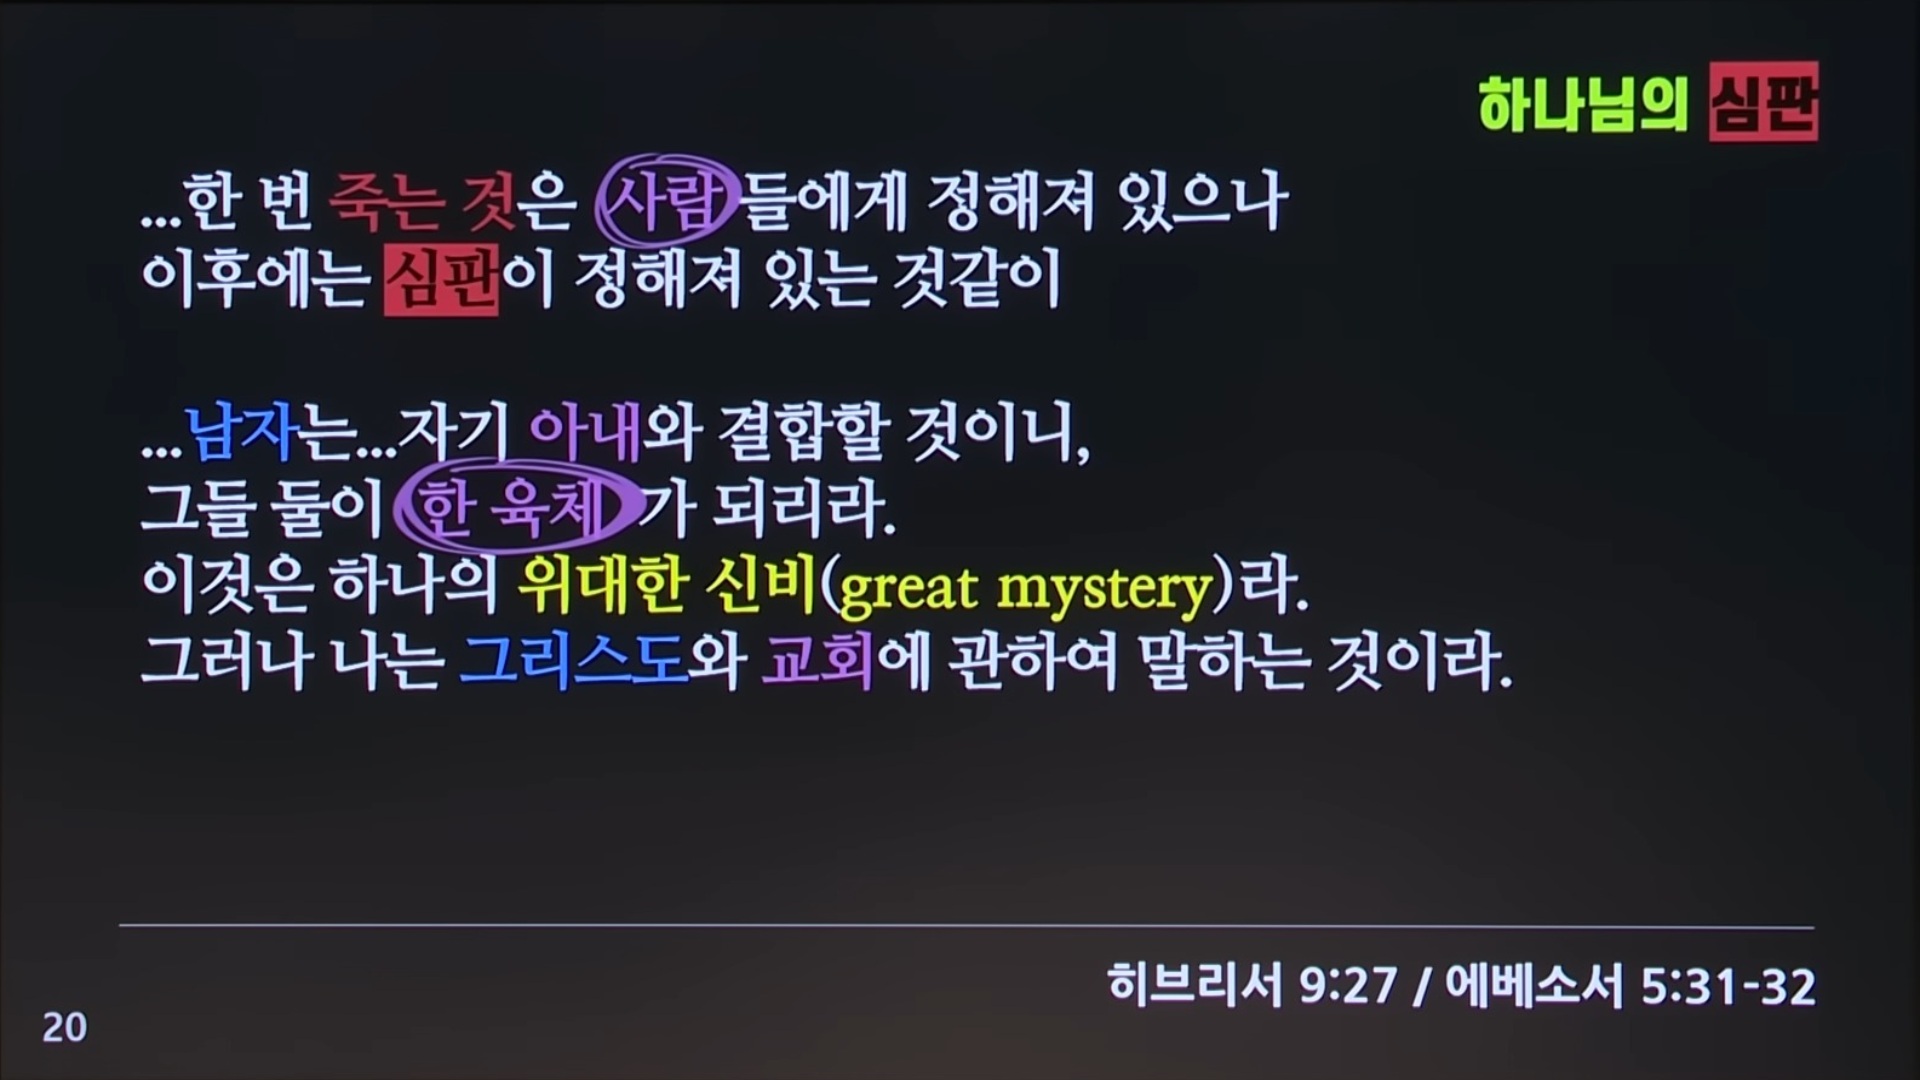 하나님의 심판
...한 번 죽는 것은 사람들에게 정해져 있으나
이후에는 심판이 정해져 있는 것같이
...남자는...자기 아내와 결합할 것이니,
그들 둘이 한 육체가 되리라.
이것은 하나의 위대한 신비(great mystery)라.
그러나 나는 그리스도와 교회에 관하여 말하는 것이라.
히브리서 9:27 / 에베소서 5:31-32
20